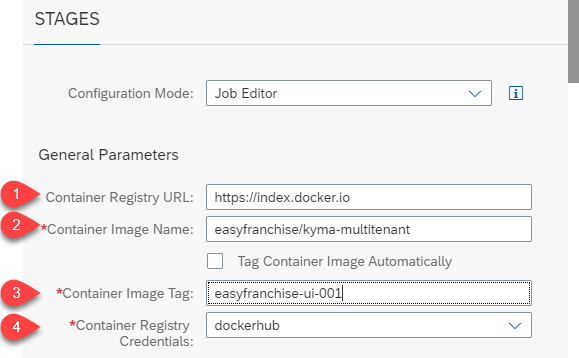 STAGES
Configuration Mode: Job Editor
General Parameters
1 Container Registry URL: https://index.docker.io
2 *Container Image Name: easyfranchise/kyma-multitenant
Tag Container Image Automatically
3 *Container Image Tag: easyfranchise-ui-001
4 *Container Registry dockerhub
Credentials: